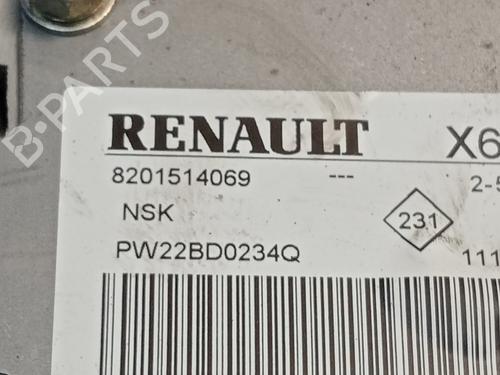 RENAULT X6
8201514069 --- 2-5
NSK 231
PW22BD0234Q 111
B-PARTS